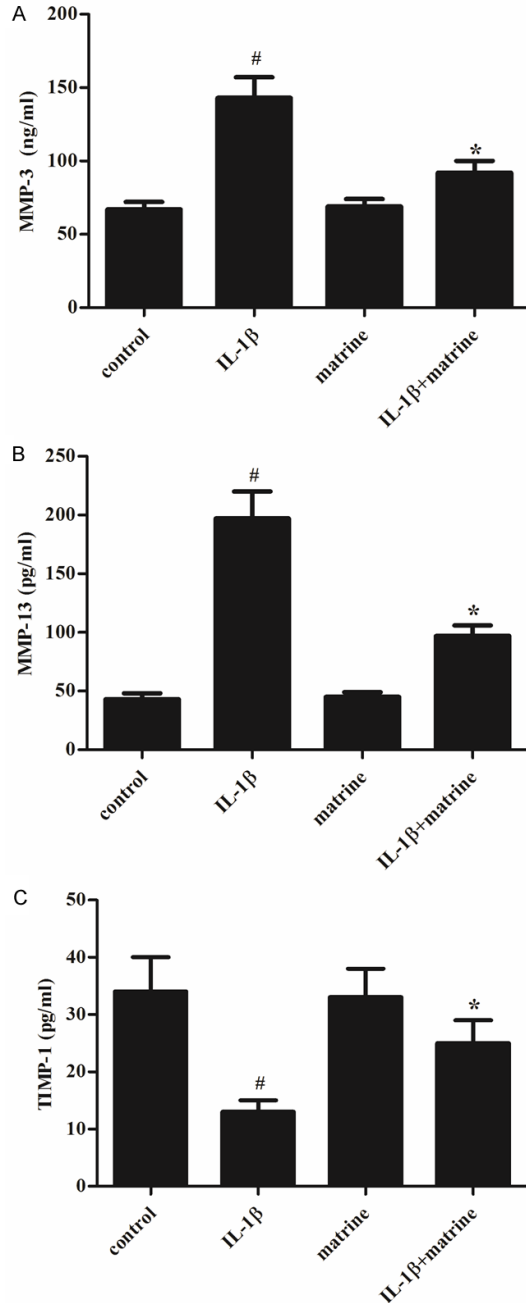 A
200
150
100
50
0
MMP-3 (ng/ml)
#
*
control
IL-1β
matrine
IL-1β+matrine
B
250
200
150
100
50
0
MMP-13 (pg/ml)
#
*
control
IL-1β
matrine
IL-1β+matrine
C
50
40
30
20
10
0
TIMP-1 (pg/ml)
#
*
control
IL-1β
matrine
IL-1β+matrine